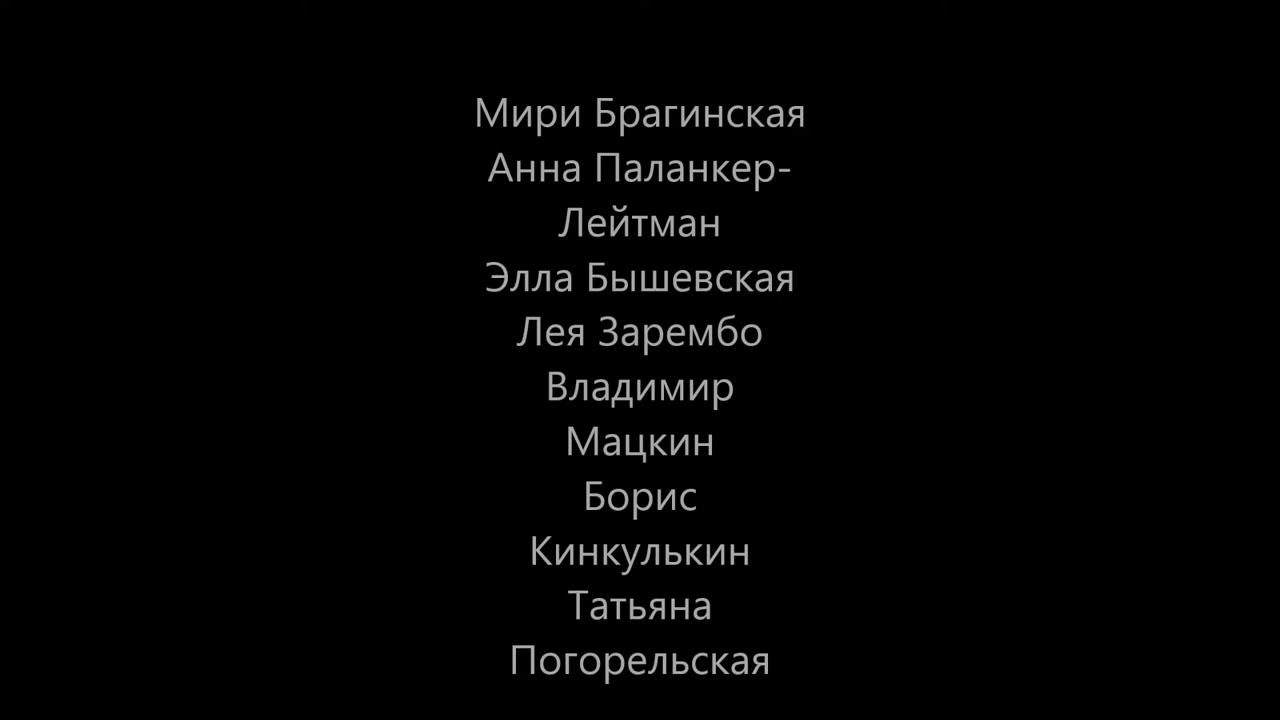 Мири Брагинская
Анна Паланкер-
Лейтман
Элла Бышевская
Лея Зарембо
Владимир
Мацкин
Борис
Кинкулькин
Татьяна
Погорельская